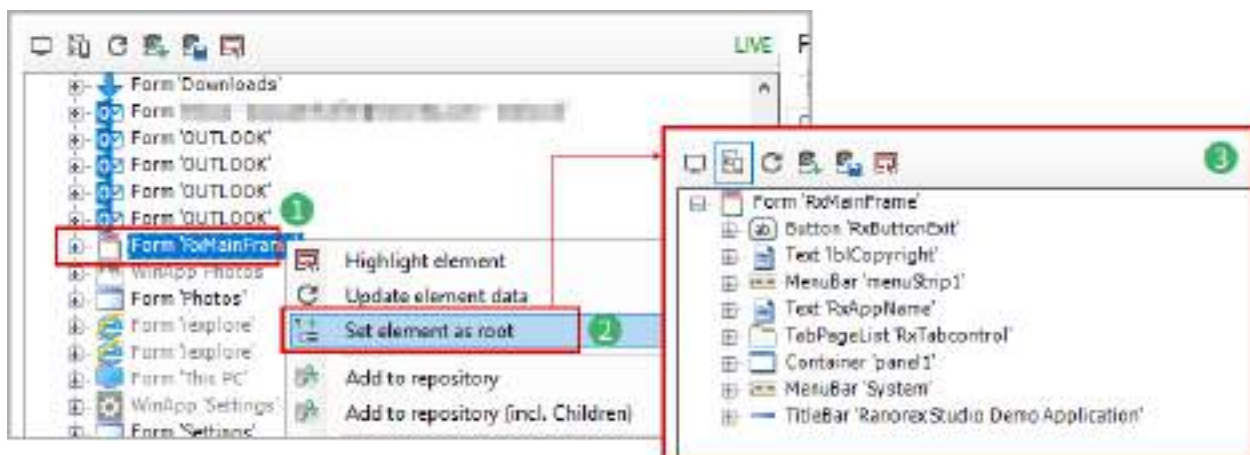 LIVE
F
Form 'Downloads'
Form
Form 'OUTLOOK'
Form 'OUTLOOK'
Form 'OUTLOOK'
Form 'OUTLOOK'
1
Form 'RxMainFram
WinApp 'Photos'
Form 'Photos'
Form 'iexplore'
Form 'iexplore'
Form 'This PC'
WinApp 'Settings'
Form 'Settings'
Highlight element
Update element data
Set element as root
2
Add to repository
Add to repository (incl. Children)
3
Form 'RxMainFrame'
Button 'RxButtonExit'
Text 'lblCopyright'
MenuBar 'menuStrip1'
Text 'RxAppName'
TabPageList 'RxTabcontrol'
Container 'panel1'
MenuBar 'System'
TitleBar 'Ranorex Studio Demo Application'